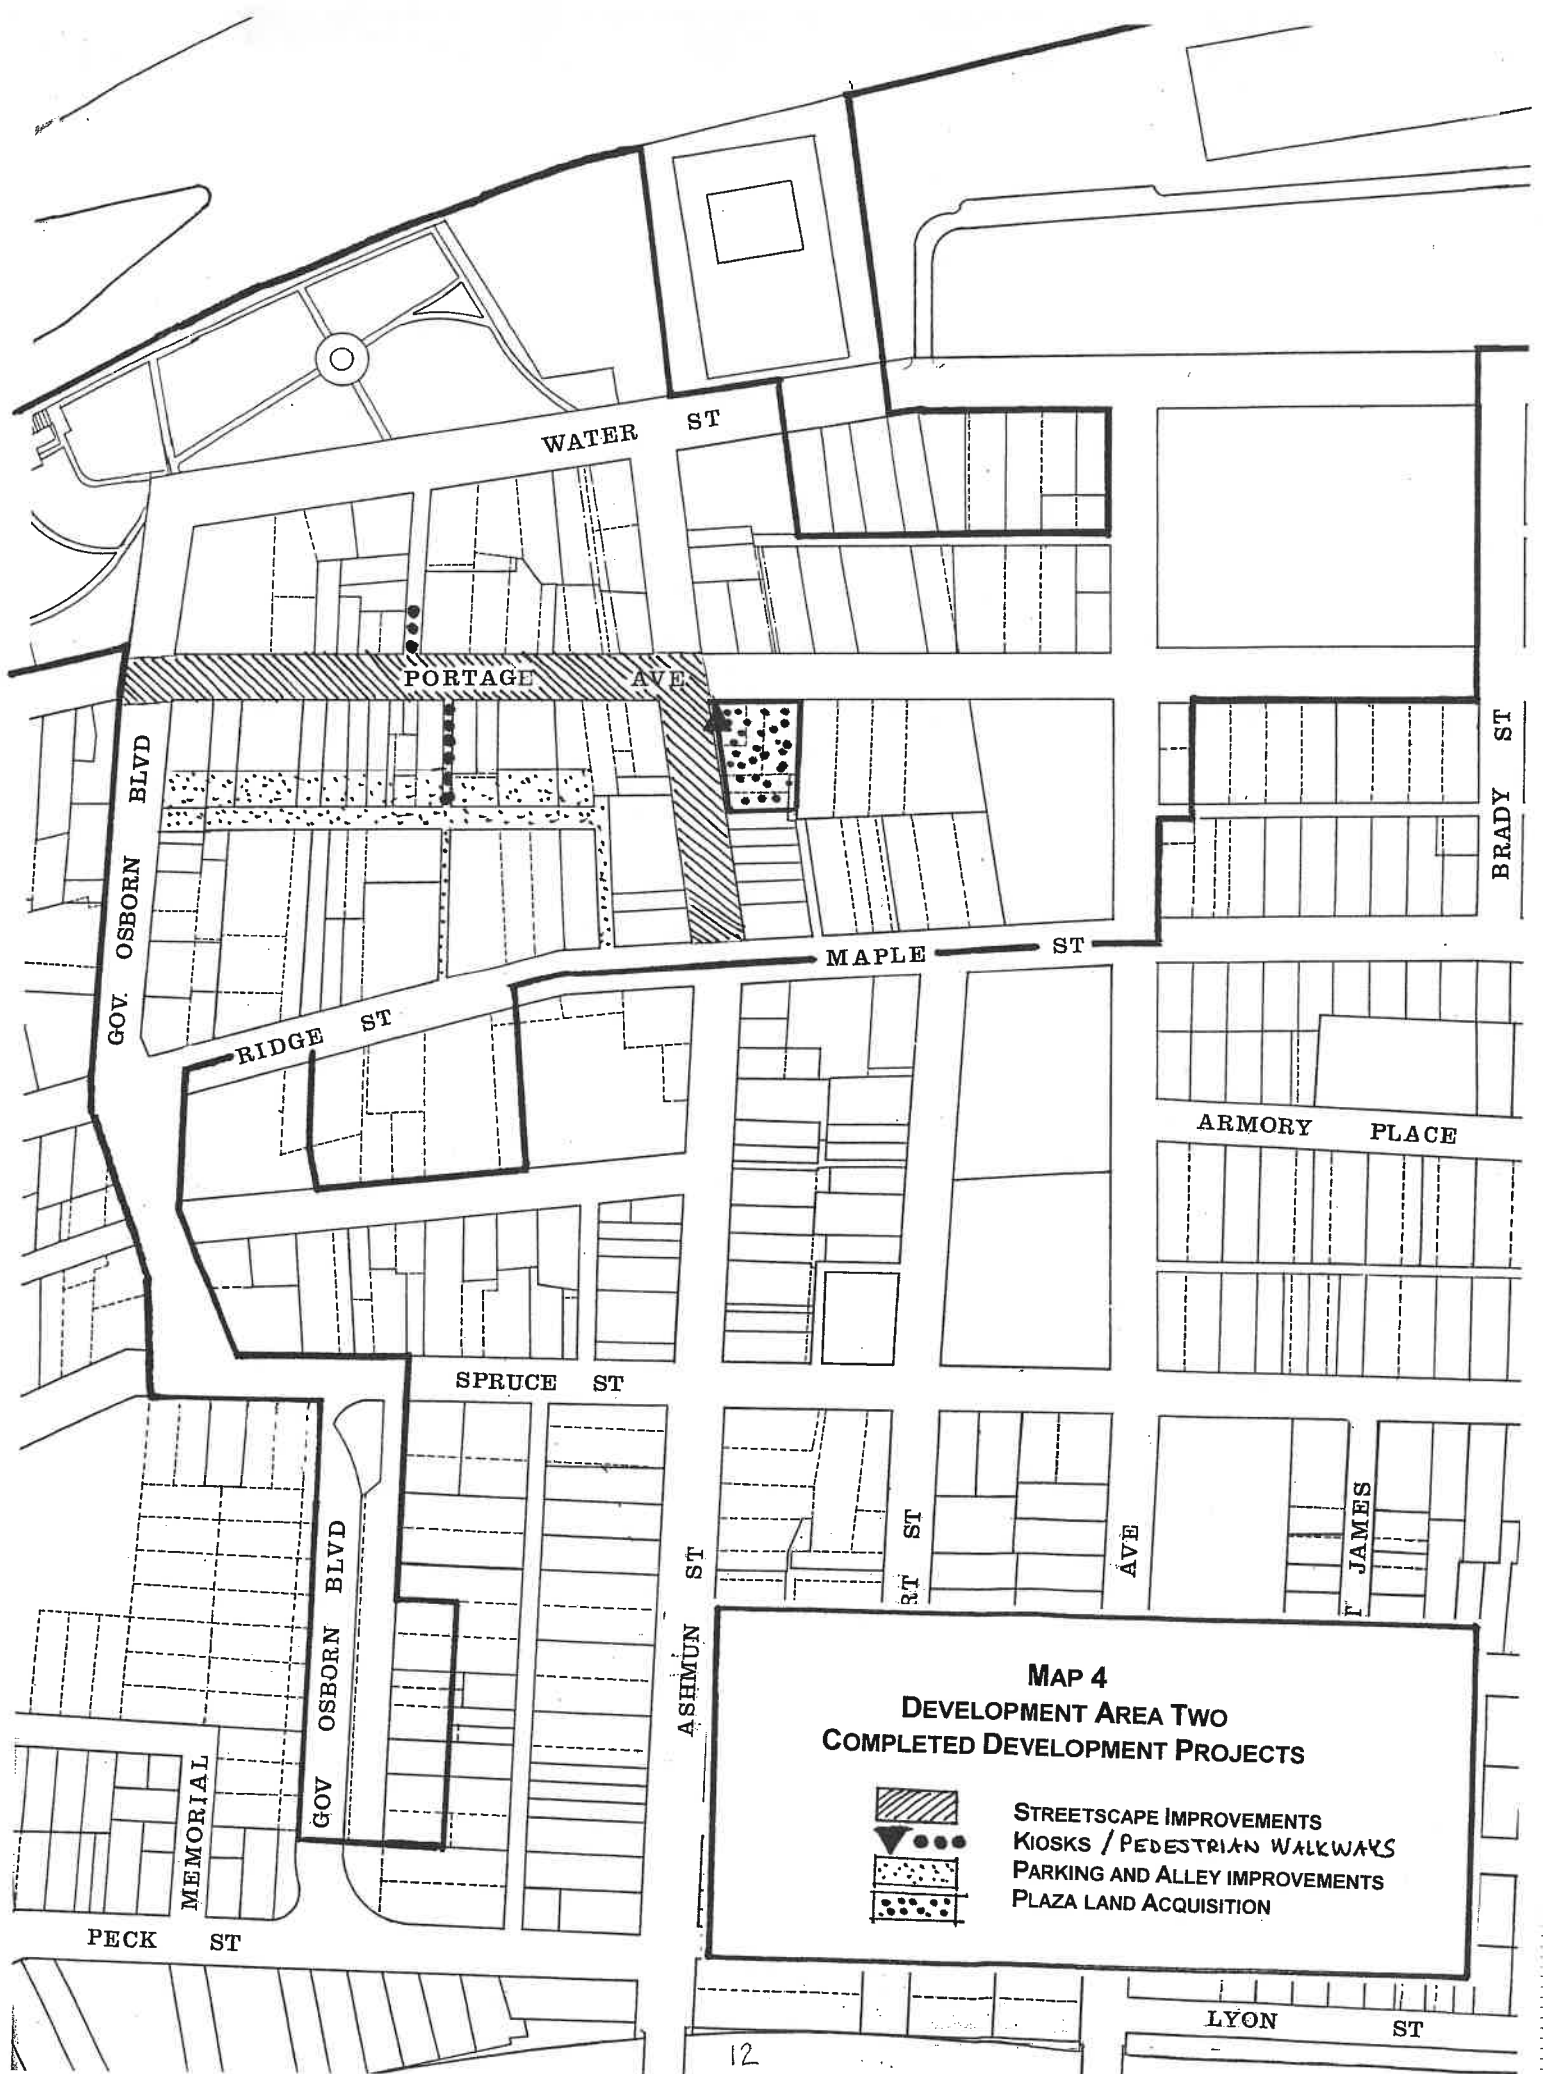 WATER ST
PORTAGE AVE
GOV. OSBORN BLVD
BRADY ST
MAPLE ST
RIDGE ST
ARMORY PLACE
SPRUCE ST
GOV OSBORN BLVD
ASHMUN ST
RT ST
AVE
JAMES
MEMORIAL
PECK ST
LYON ST
MAP 4
DEVELOPMENT AREA TWO
COMPLETED DEVELOPMENT PROJECTS
STREETSCAPE IMPROVEMENTS
KIOSKS / PEDESTRIAN WALKWAYS
PARKING AND ALLEY IMPROVEMENTS
PLAZA LAND ACQUISITION
12